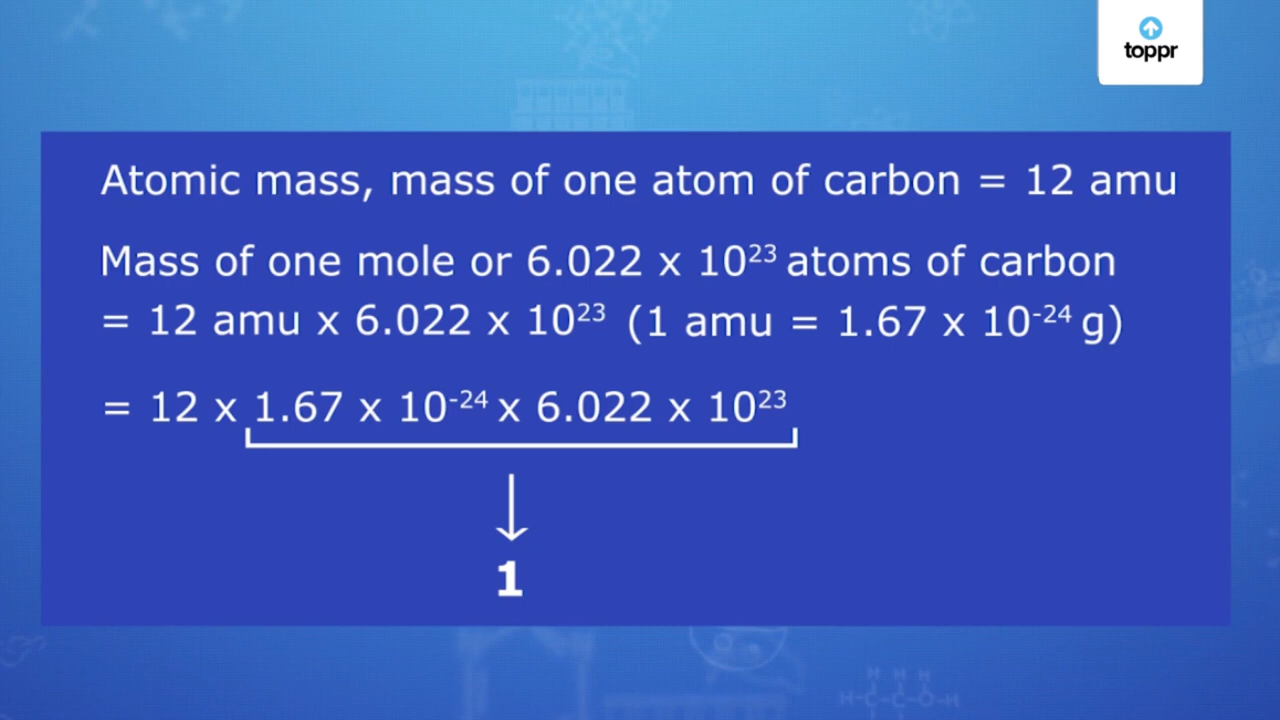 toppr
Atomic mass, mass of one atom of carbon = 12 amu
Mass of one mole or 6.022 x 10²³ atoms of carbon
= 12 amu x 6.022 x 10²³ (1 amu = 1.67 x 10⁻²⁴ g)
= 12 x 1.67 x 10⁻²⁴ x 6.022 x 10²³
1
H H H
H-C-C-O-H